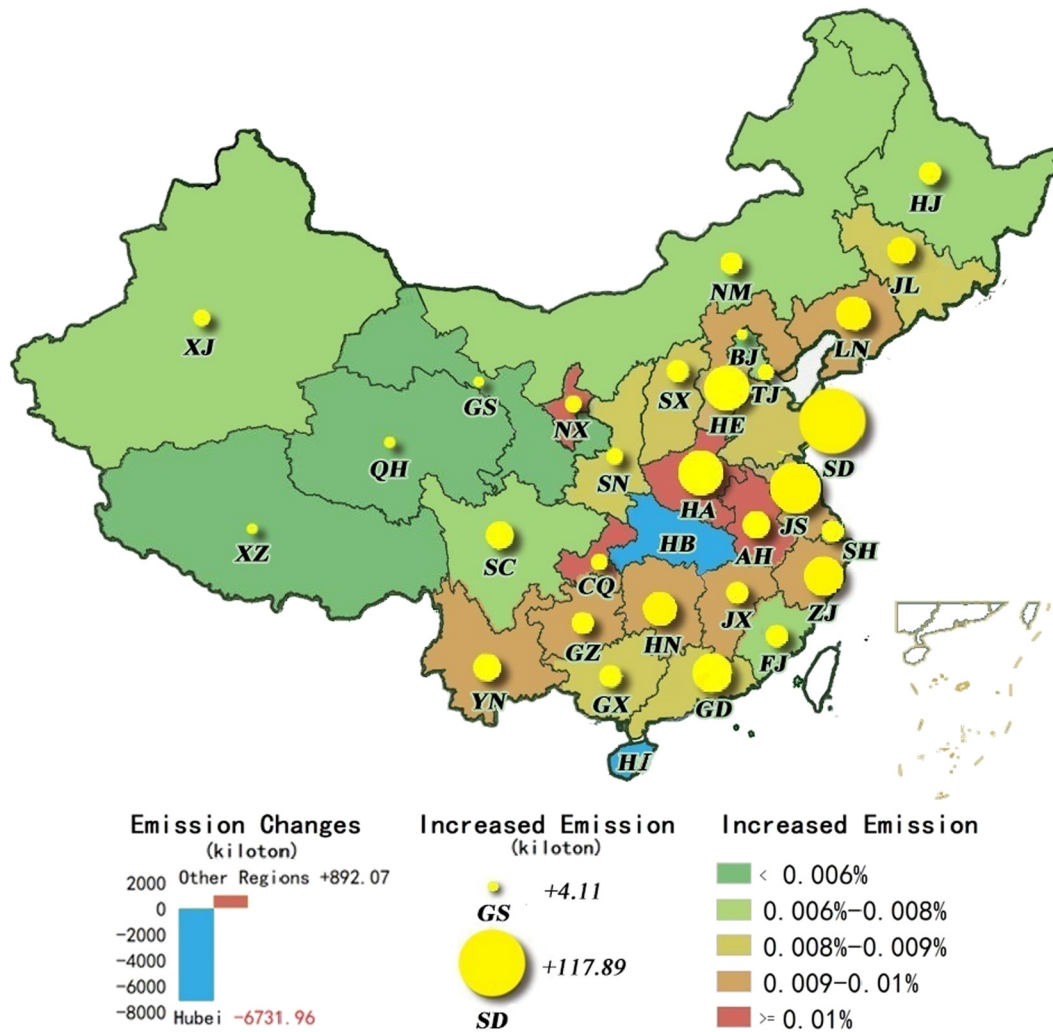 HJ
JL
NM
LN
XJ
BJ
TJ
GS
SX
HE
NX
SD
QH
SN
HA
JS
XZ
SC
HB
AH
SH
CQ
ZJ
JX
HN
GZ
FJ
YN
GX
GD
HI
Emission Changes
(kiloton)
Other Regions +892.07
2000
0
-2000
-4000
-6000
-8000
Hubei -6731.96
Increased Emission
(kiloton)
+4.11
GS
+117.89
SD
Increased Emission
< 0.006%
0.006%-0.008%
0.008%-0.009%
0.009-0.01%
>= 0.01%